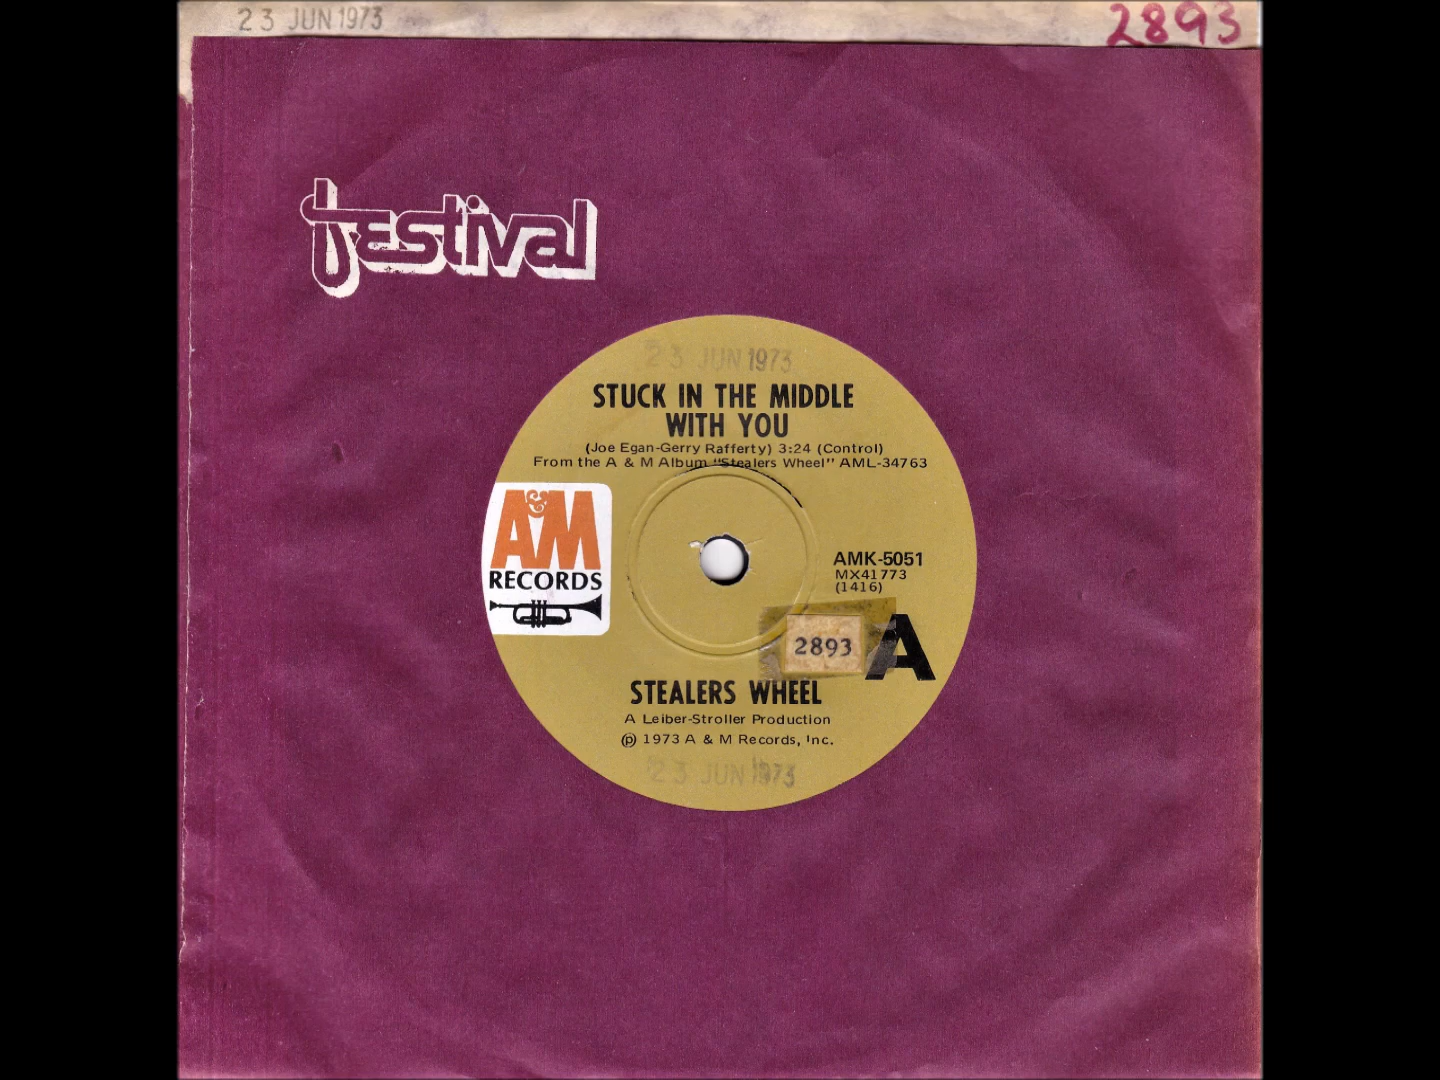 23 JUN 1973
2893
festival
23 JUN 1973
STUCK IN THE MIDDLE
WITH YOU
(Joe Egan-Gerry Rafferty) 3:24 (Control)
From the A & M Album "Stealers Wheel" AML-34763
A&M
RECORDS
AMK-5051
MX41773
(1416)
2893
A
STEALERS WHEEL
A Leiber-Stroller Production
℗ 1973 A & M Records, Inc.
23 JUN 1973